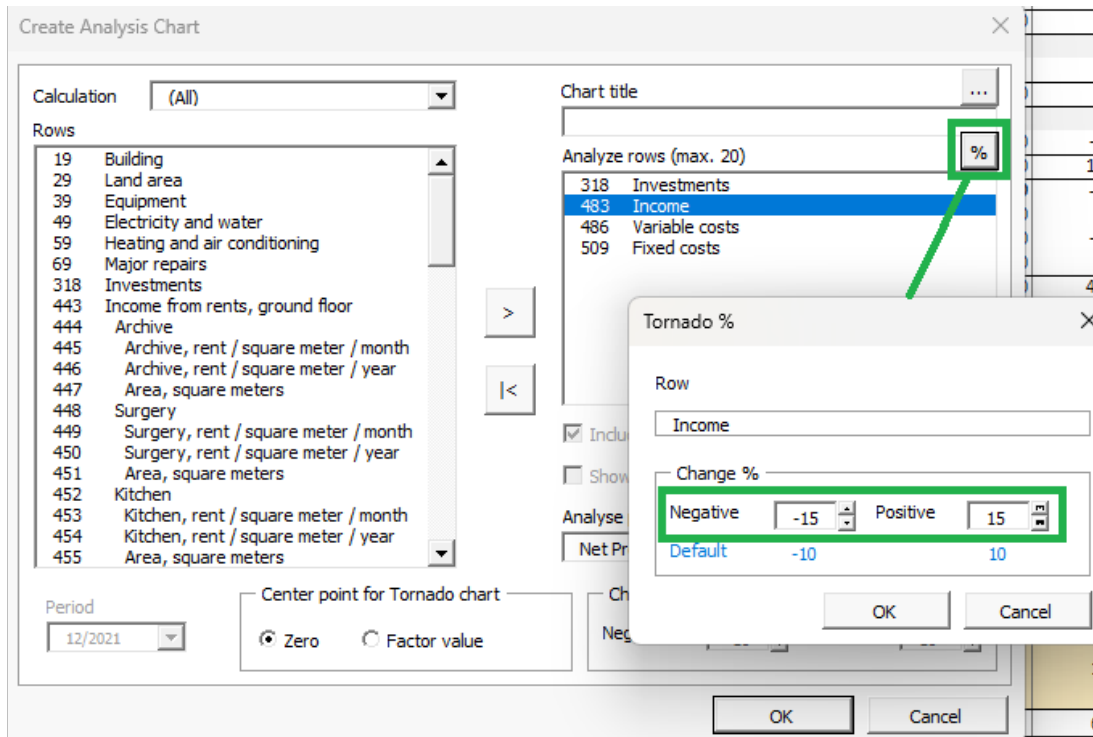 Create Analysis Chart
Calculation (All)
Rows
19 Building
29 Land area
39 Equipment
49 Electricity and water
59 Heating and air conditioning
69 Major repairs
318 Investments
443 Income from rents, ground floor
444 Archive
445 Archive, rent / square meter / month
446 Archive, rent / square meter / year
447 Area, square meters
448 Surgery
449 Surgery, rent / square meter / month
450 Surgery, rent / square meter / year
451 Area, square meters
452 Kitchen
453 Kitchen, rent / square meter / month
454 Kitchen, rent / square meter / year
455 Area, square meters
>
|<
Chart title ...
Analyze rows (max. 20) %
318 Investments
483 Income
486 Variable costs
509 Fixed costs
Inclu
Show
Analyse
Net Pr
Period
12/2021
Center point for Tornado chart
Zero Factor value
Ch
Neg
OK Cancel
Tornado %
Row
Income
Change %
Negative -15 Positive 15
Default -10 10
OK Cancel